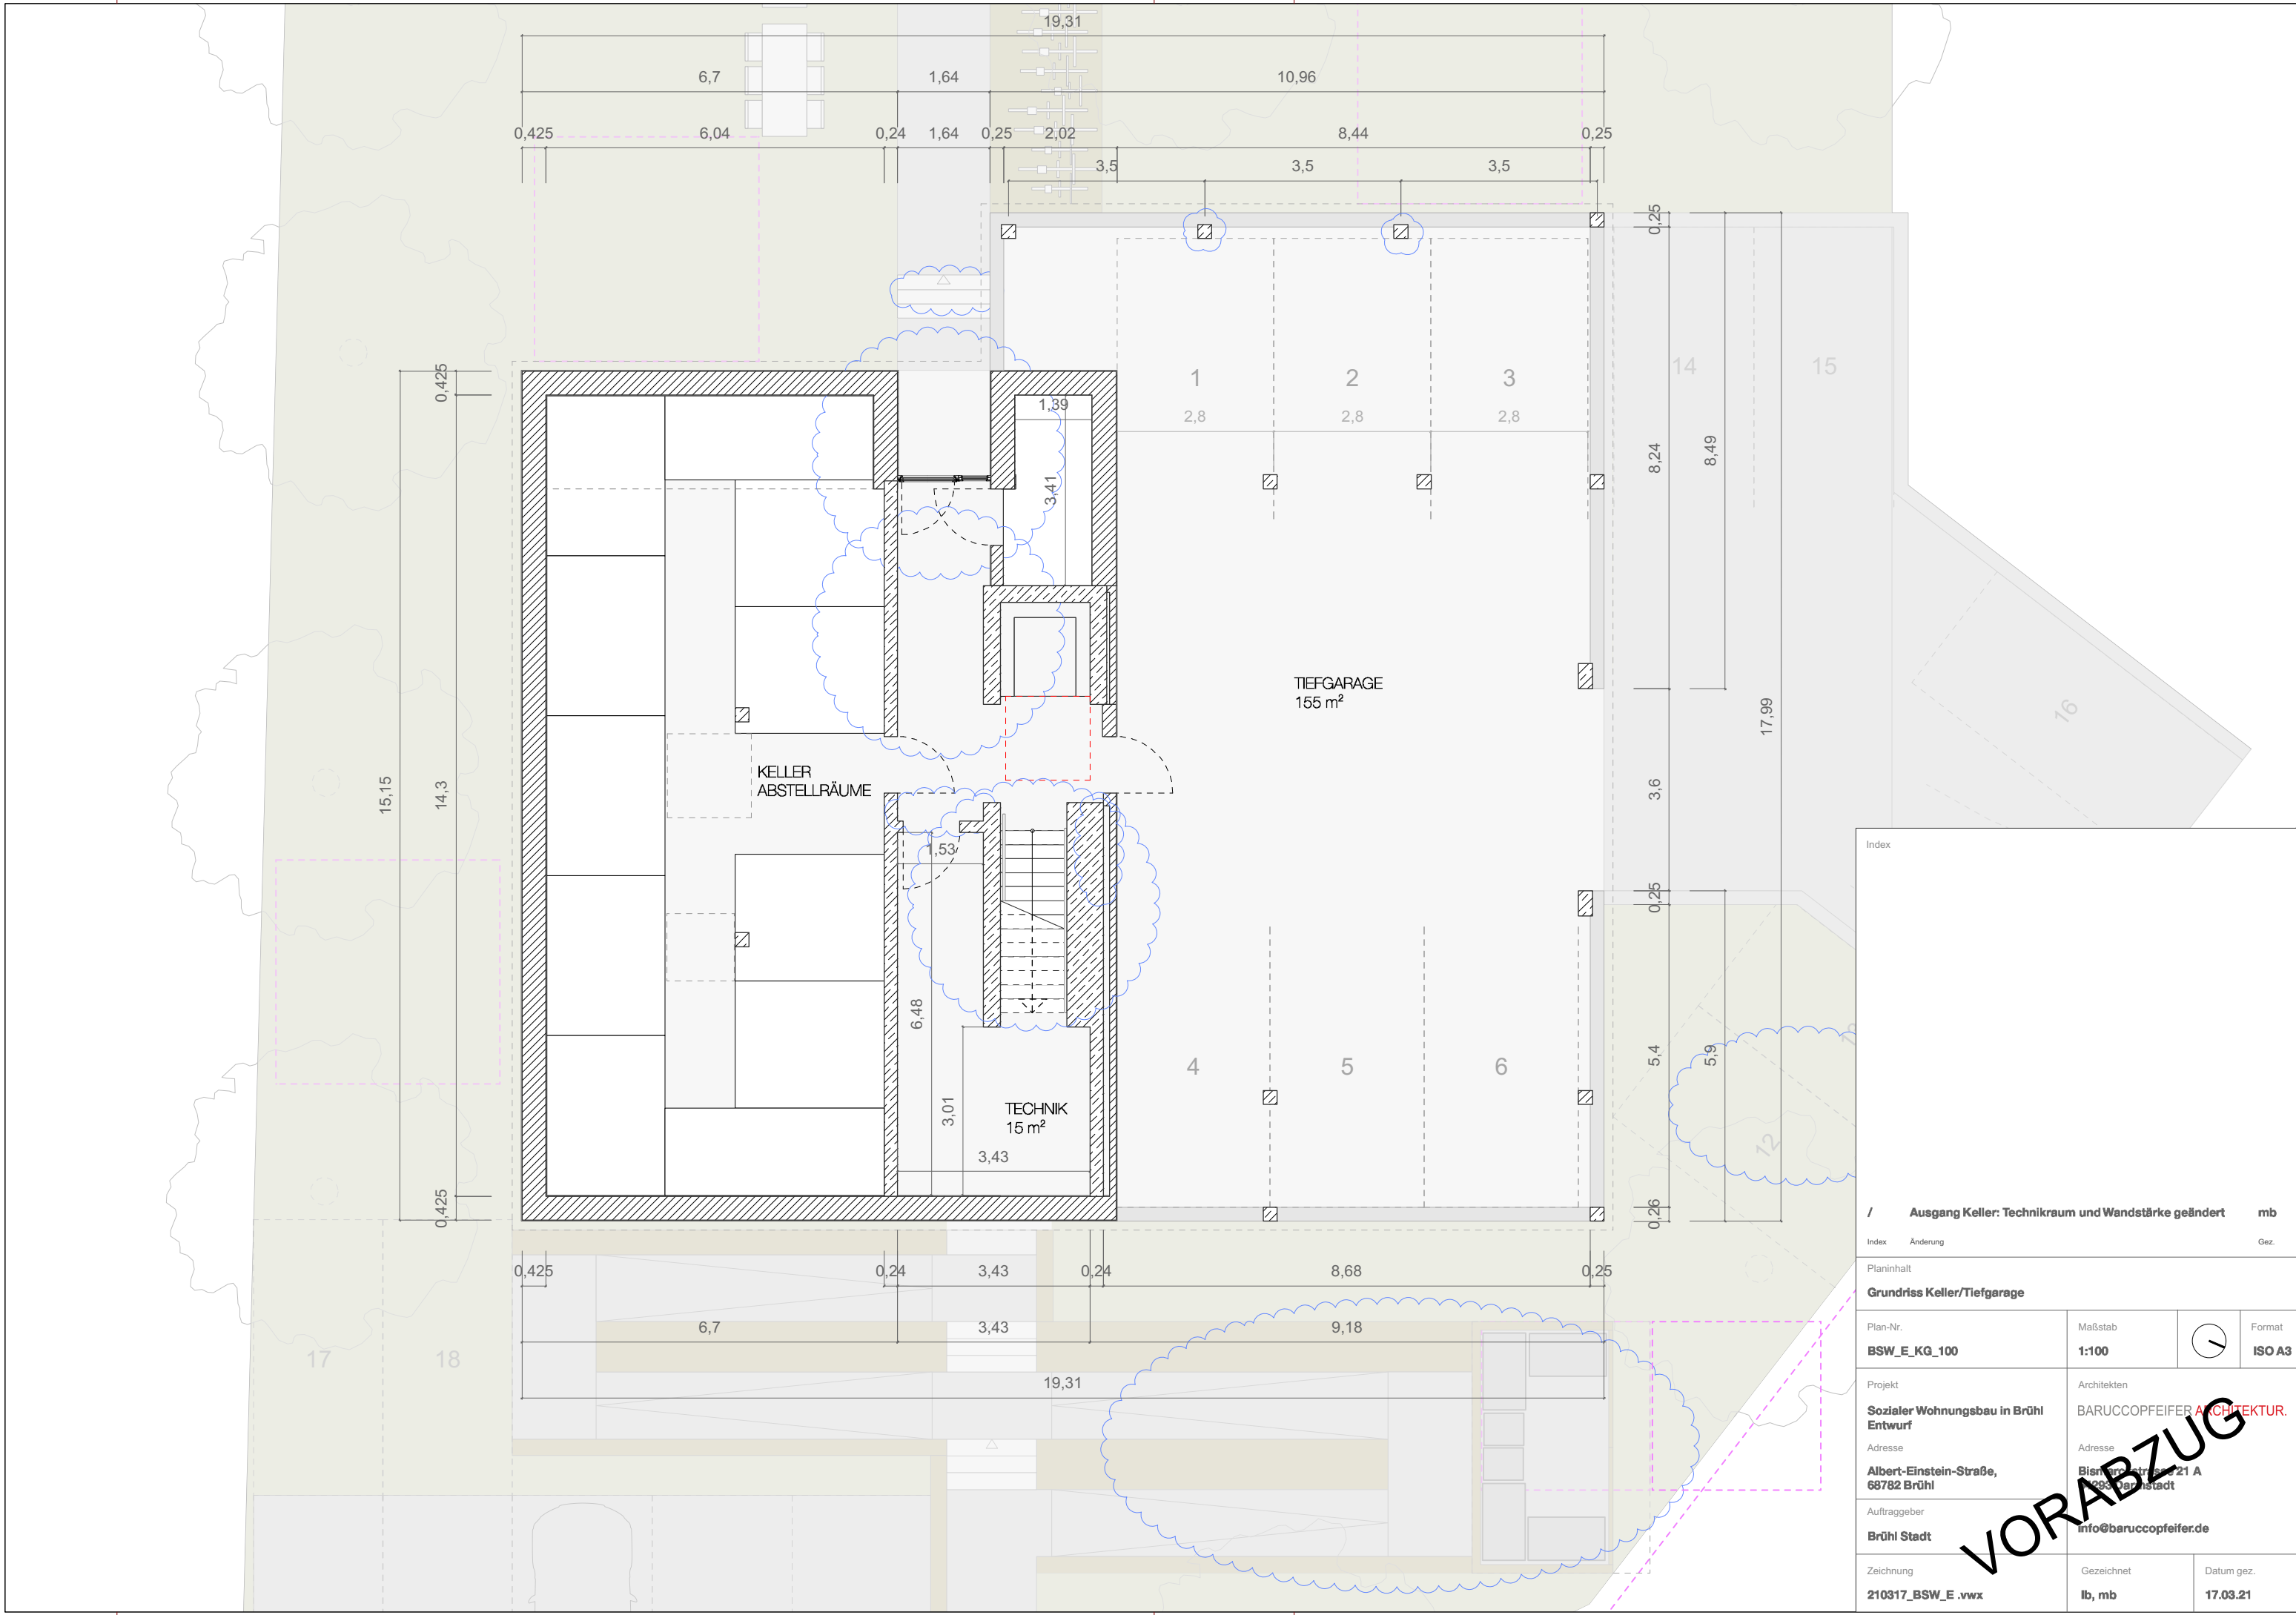 19,31
6,7 1,64 10,96
0,425 6,04 0,24 1,64 0,25 2,02 8,44 0,25
3,5 3,5 3,5
0,25
0,425
1 2 3
14 15
1,39
2,8 2,8 2,8
8,24 8,49
3,41
TIEFGARAGE
155 m²
16
17,99
KELLER
ABSTELLRÄUME
15,15 14,3
3,6
1,53
0,25
6,48
4 5 6
5,4 5,9
12
3,01
TECHNIK
15 m²
3,43
0,425
0,26
0,425 0,24 3,43 0,24 8,68 0,25
6,7 3,43 9,18
17 18
19,31
Index
/ Ausgang Keller: Technikraum und Wandstärke geändert mb
Index Änderung Gez.
Planinhalt
Grundriss Keller/Tiefgarage
Plan-Nr. Maßstab Format
BSW_E_KG_100 1:100 ISO A3
Projekt Architekten
Sozialer Wohnungsbau in Brühl
Entwurf
BARUCCOPFEIFER ARCHITEKTUR.
Adresse Adresse
Albert-Einstein-Straße,
68782 Brühl
Bismarckstrasse 21 A
Darmstadt
Auftraggeber
Brühl Stadt
info@baruccopfeifer.de
VORABZUG
Zeichnung Gezeichnet Datum gez.
210317_BSW_E .vwx lb, mb 17.03.21